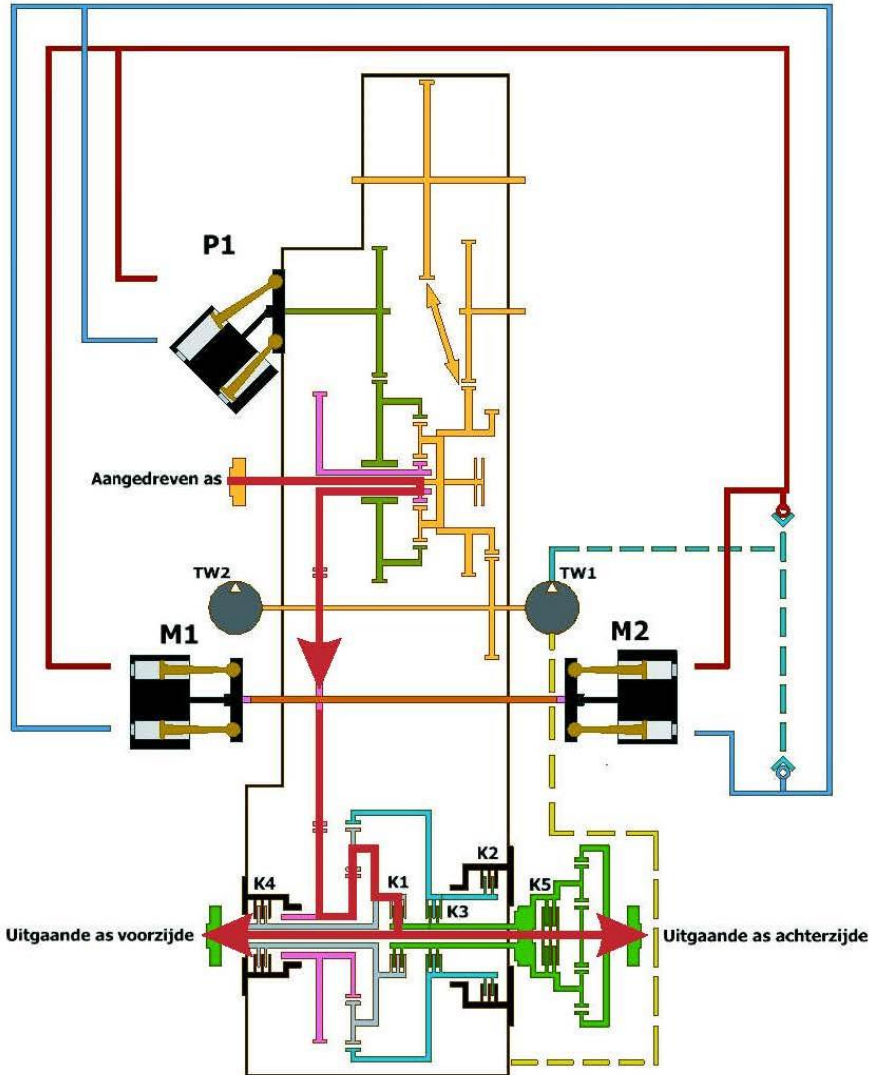 P1
Aangedreven as
TW2
TW1
M1
M2
K2
K4
K1
K5
K3
Uitgaande as voorzijde
Uitgaande as achterzijde